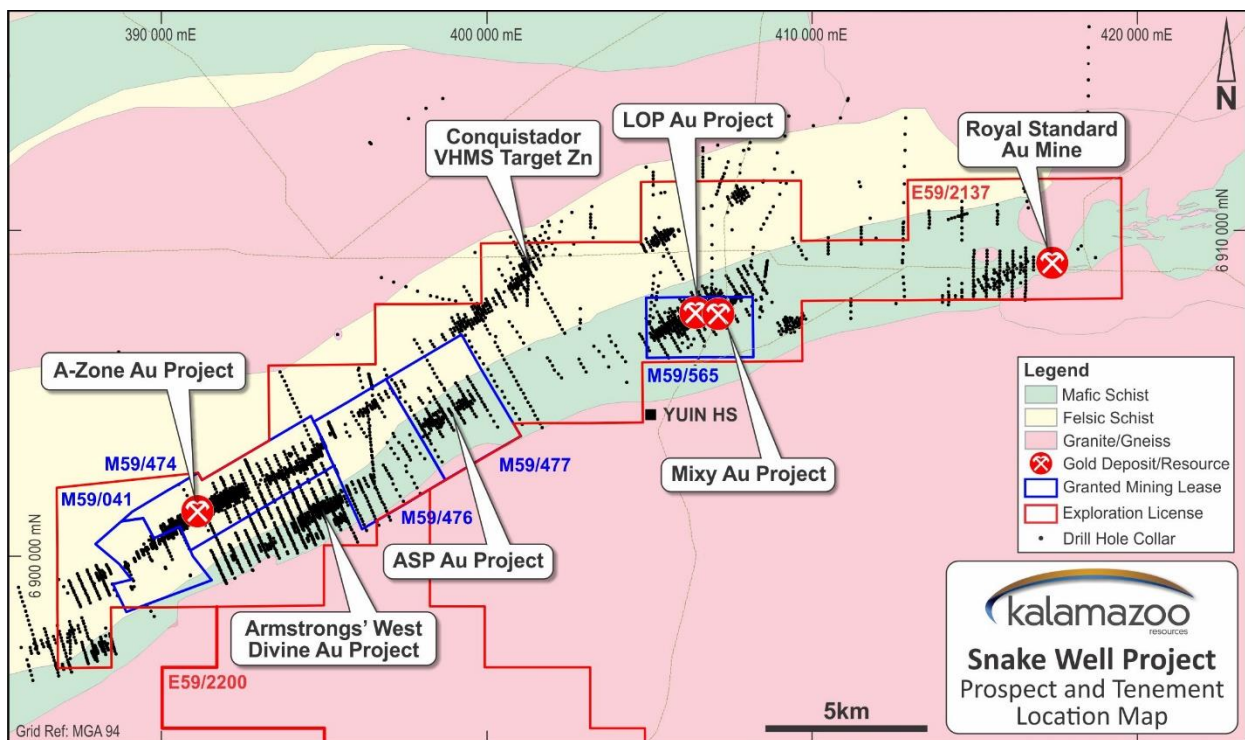 390 000 mE
400 000 mE
410 000 mE
420 000 mE
N
LOP Au Project
Conquistador
VHMS Target Zn
Royal Standard
Au Mine
E59/2137
6 910 000 mN
A-Zone Au Project
M59/565
YUIN HS
M59/474
M59/041
M59/477
Mixy Au Project
M59/476
ASP Au Project
6 900 000 mN
Armstrongs' West
Divine Au Project
E59/2200
Legend
Mafic Schist
Felsic Schist
Granite/Gneiss
Gold Deposit/Resource
Granted Mining Lease
Exploration License
Drill Hole Collar
kalamazoo
resources
Snake Well Project
Prospect and Tenement
Location Map
5km
Grid Ref: MGA 94